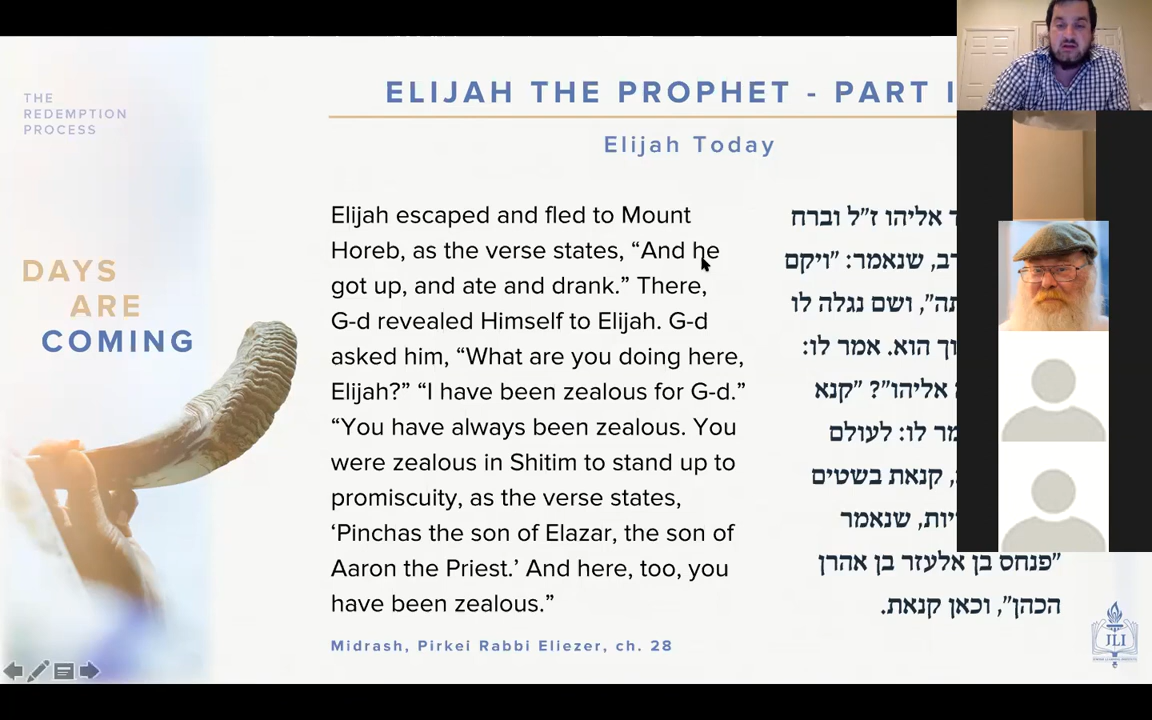 THE
REDEMPTION
PROCESS
DAYS
ARE
COMING
ELIJAH THE PROPHET - PART I
Elijah Today
Elijah escaped and fled to Mount
Horeb, as the verse states, “And he
got up, and ate and drank.” There,
G-d revealed Himself to Elijah. G-d
asked him, “What are you doing here,
Elijah?” “I have been zealous for G-d.”
“You have always been zealous. You
were zealous in Shitim to stand up to
promiscuity, as the verse states,
‘Pinchas the son of Elazar, the son of
Aaron the Priest.’ And here, too, you
have been zealous.”
Midrash, Pirkei Rabbi Eliezer, ch. 28
אליהו ז"ל וברח
רב, שנאמר: "ויקם
תה", ושם נגלה לו
וך הוא. אמר לו:
אליהו"? "קנא
מר לו: לעולם
קנאת בשטים
יות, שנאמר
"פנחס בן אלעזר בן אהרן
הכהן", וכאן קנאת.
JLI